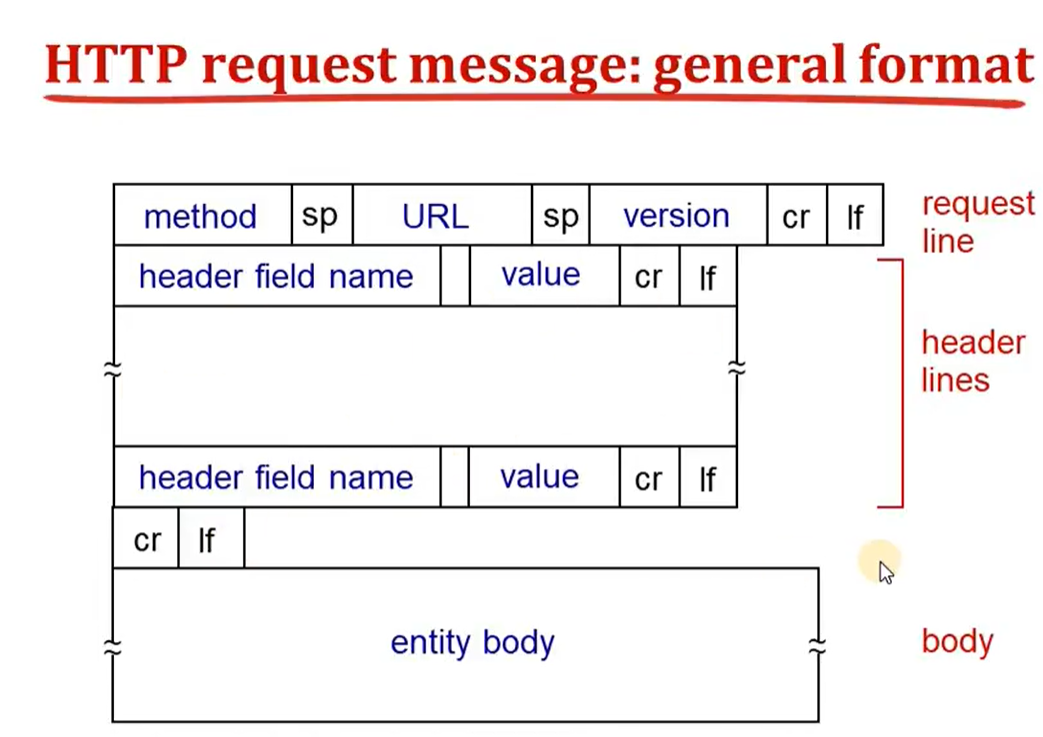 HTTP request message: general format
method sp URL sp version cr lf
request
line
header field name value cr lf
header
lines
header field name value cr lf
cr lf
entity body
body